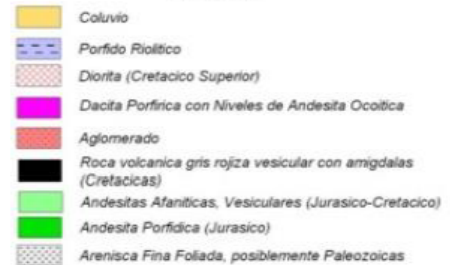 Coluvio
Porfido Riolitico
Diorita (Cretacico Superior)
Dacita Porfirica con Niveles de Andesita Ocoitica
Aglomerado
Roca volcanica gris rojiza vesicular con amigdalas
(Cretacicas)
Andesitas Afaniticas, Vesiculares (Jurasico-Cretacico)
Andesita Porfidica (Jurasico)
Arenisca Fina Foliada, posiblemente Paleozoicas